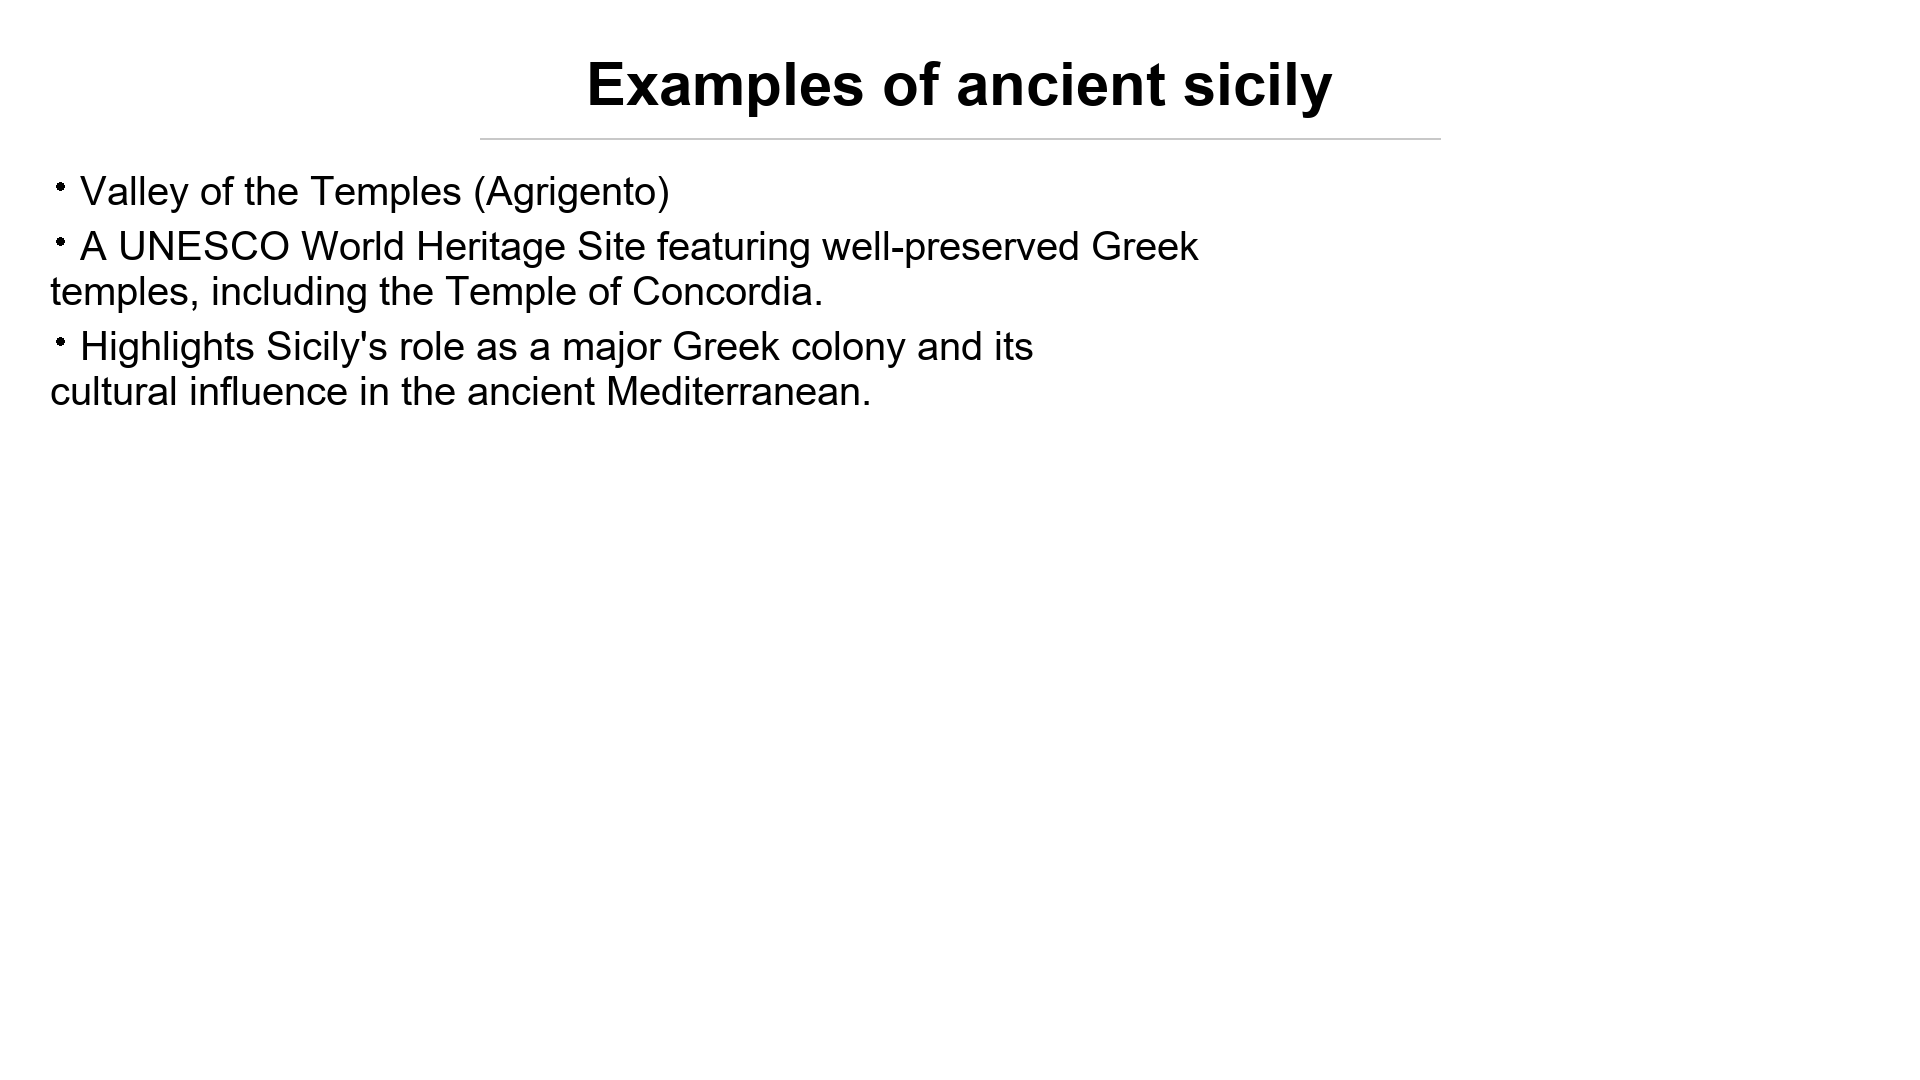 Examples of ancient sicily
• Valley of the Temples (Agrigento)
• A UNESCO World Heritage Site featuring well-preserved Greek
temples, including the Temple of Concordia.
• Highlights Sicily's role as a major Greek colony and its
cultural influence in the ancient Mediterranean.